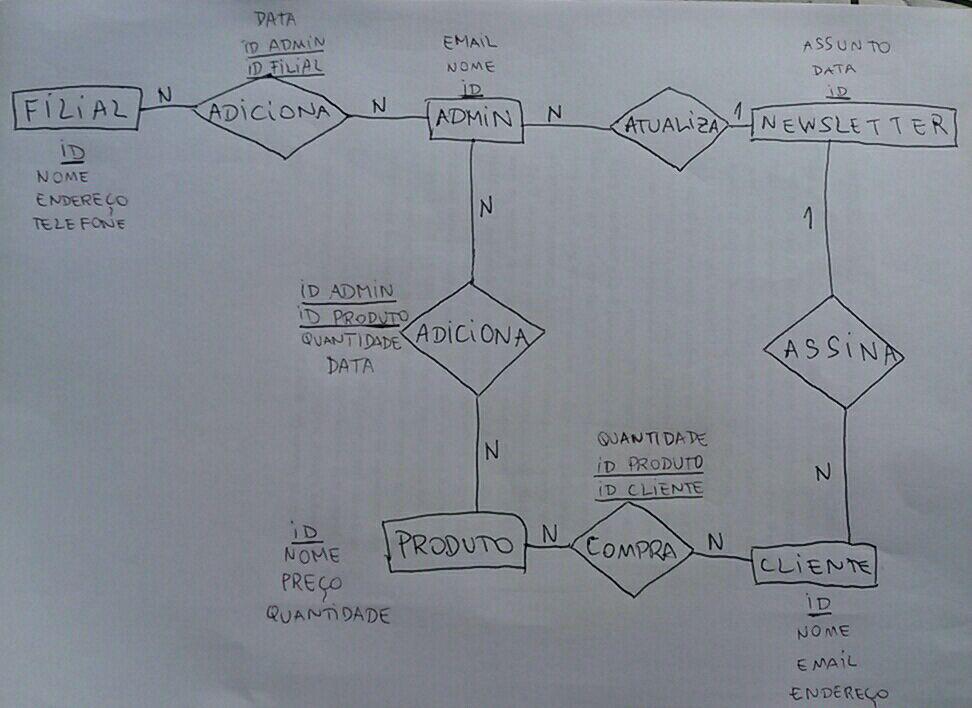 DATA
ID ADMIN
ID FILIAL
FILIAL
N
ADICIONA
N
ID
NOME
ENDEREÇO
TELEFONE
EMAIL
NOME
ID
ADMIN
N
ATUALIZA
1
ASSUNTO
DATA
ID
NEWSLETTER
N
ID ADMIN
ID PRODUTO
QUANTIDADE
DATA
ADICIONA
N
1
ASSINA
N
ID
NOME
PREÇO
QUANTIDADE
PRODUTO
N
QUANTIDADE
ID PRODUTO
ID CLIENTE
COMPRA
N
CLIENTE
ID
NOME
EMAIL
ENDEREÇO